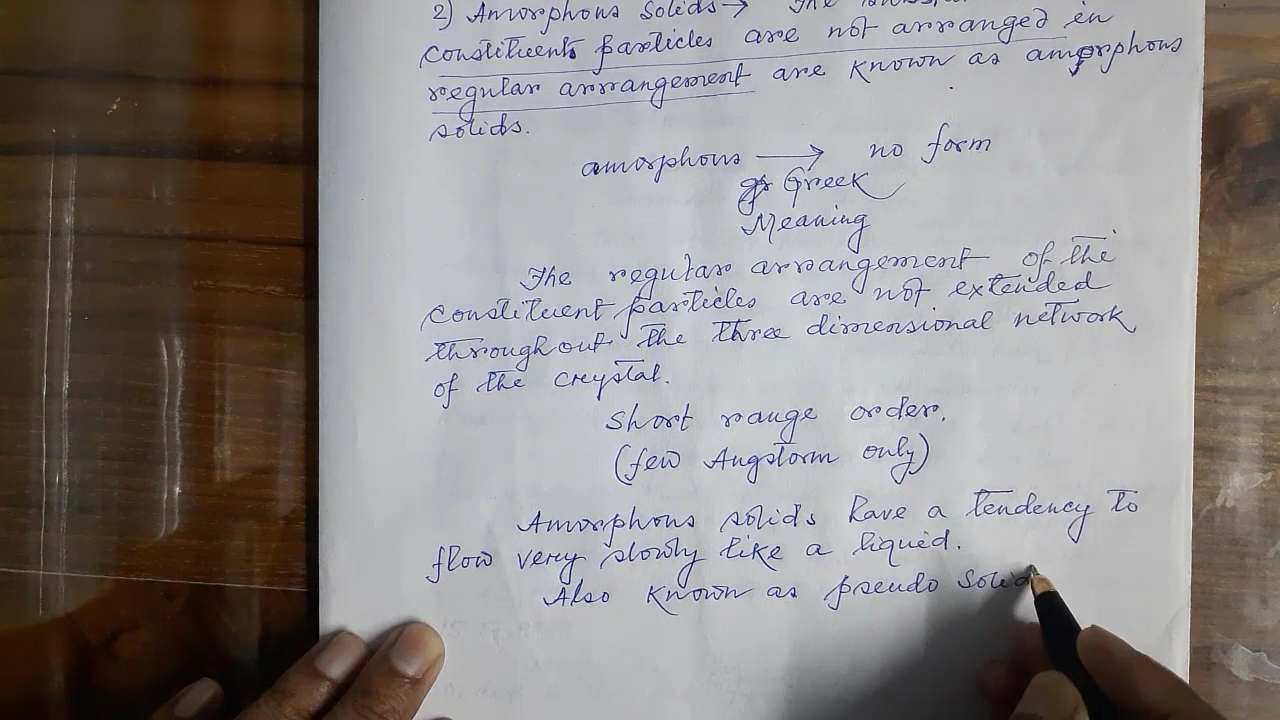 2) Amorphous Solids → The
constituents particles are not arranged in
regular arrangement are known as amorphous
solids.
amorphous → no form
Greek
Meaning
The regular arrangement of the
constituent particles are not extended
throughout the three dimensional network
of the crystal.
Short range order.
(few Angstorm only)
Amorphous solids have a tendency to
flow very slowly like a liquid.
Also known as pseudo Solid